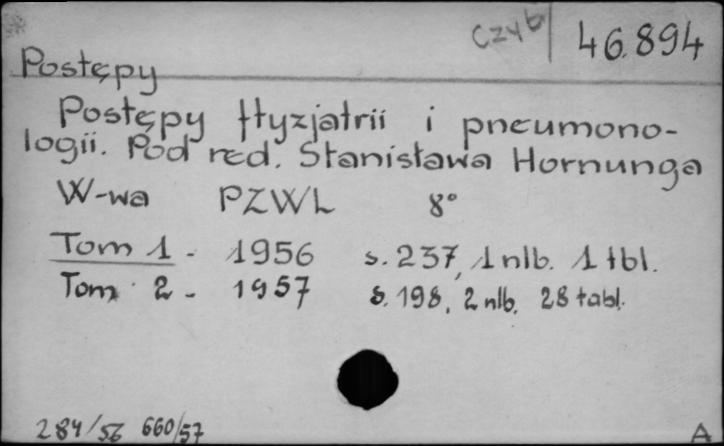 Czyb 46.894
Postępy
Postępy ftyzjatrii i pneumono-
logii. Pod red. Stanisława Hornunga
W-wa PZWL 8°
Tom 1. 1956 s. 237, 1 nlb. 1 tbl.
Tom 2 - 1957 s. 198, 2 nlb. 28 tabl.
284/56 660/57
A